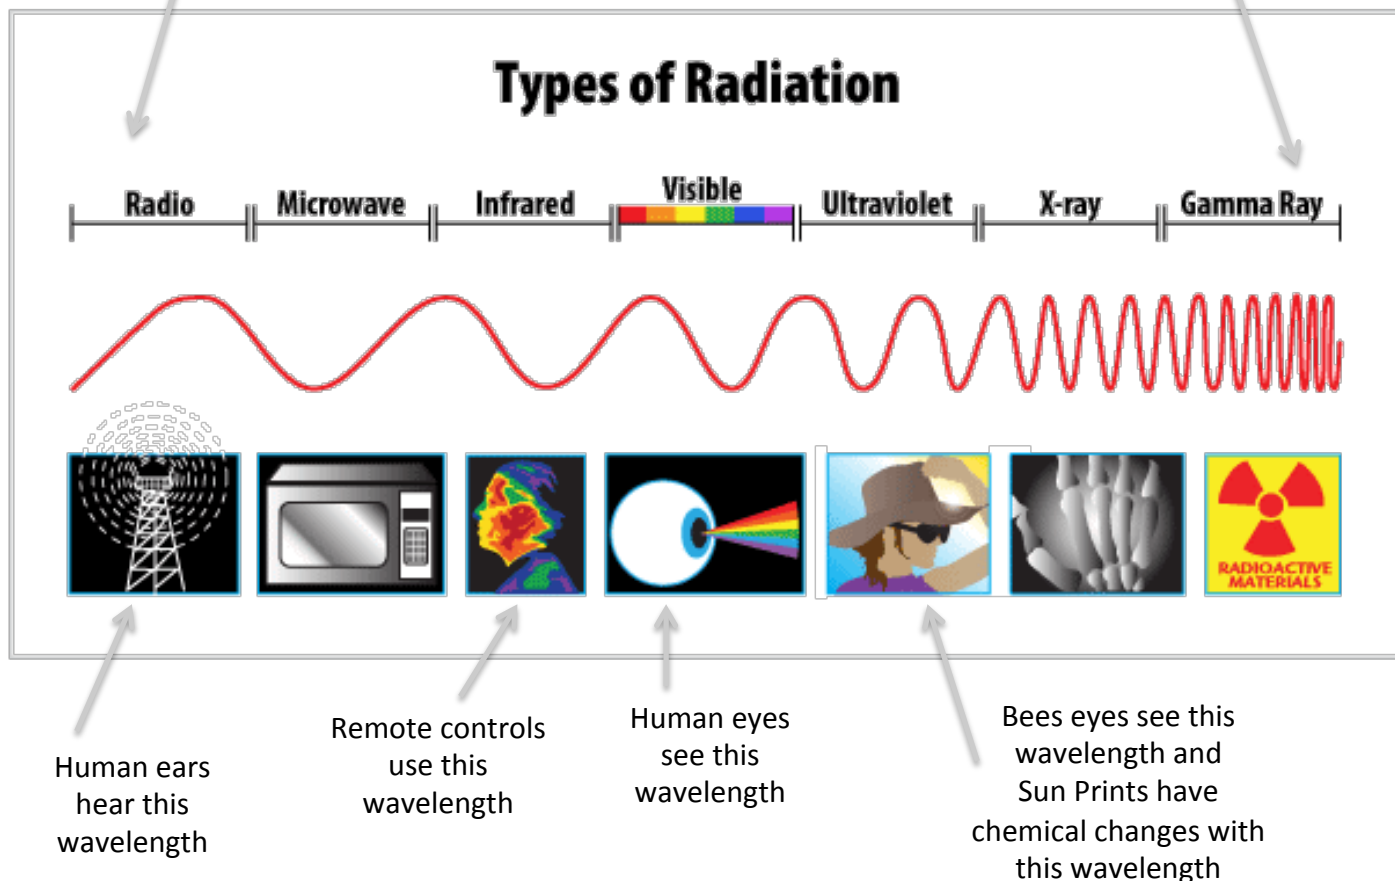 Types of Radiation
Radio
Microwave
Infrared
Visible
Ultraviolet
X-ray
Gamma Ray
RADIOACTIVE
MATERIALS
Human ears
hear this
wavelength
Remote controls
use this
wavelength
Human eyes
see this
wavelength
Bees eyes see this
wavelength and
Sun Prints have
chemical changes with
this wavelength